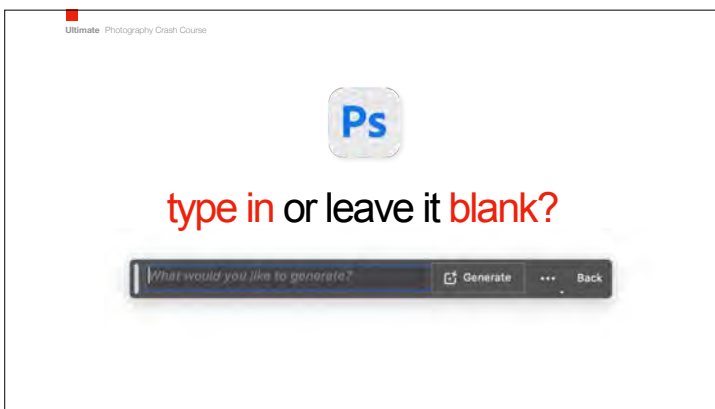 Ultimate Photography Crash Course
Ps
type in or leave it blank?
What would you like to generate?
Generate ... Back